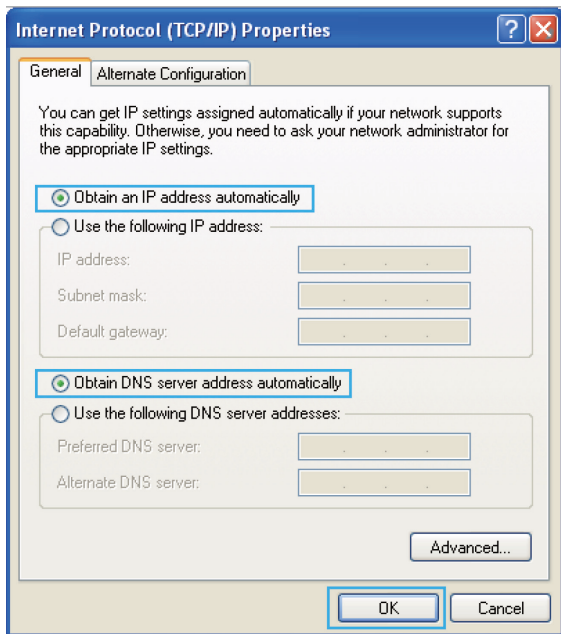 Internet Protocol (TCP/IP) Properties
General
Alternate Configuration
You can get IP settings assigned automatically if your network supports
this capability. Otherwise, you need to ask your network administrator for
the appropriate IP settings.
Obtain an IP address automatically
Use the following IP address:
IP address:
Subnet mask:
Default gateway:
Obtain DNS server address automatically
Use the following DNS server addresses:
Preferred DNS server:
Alternate DNS server:
Advanced...
OK
Cancel